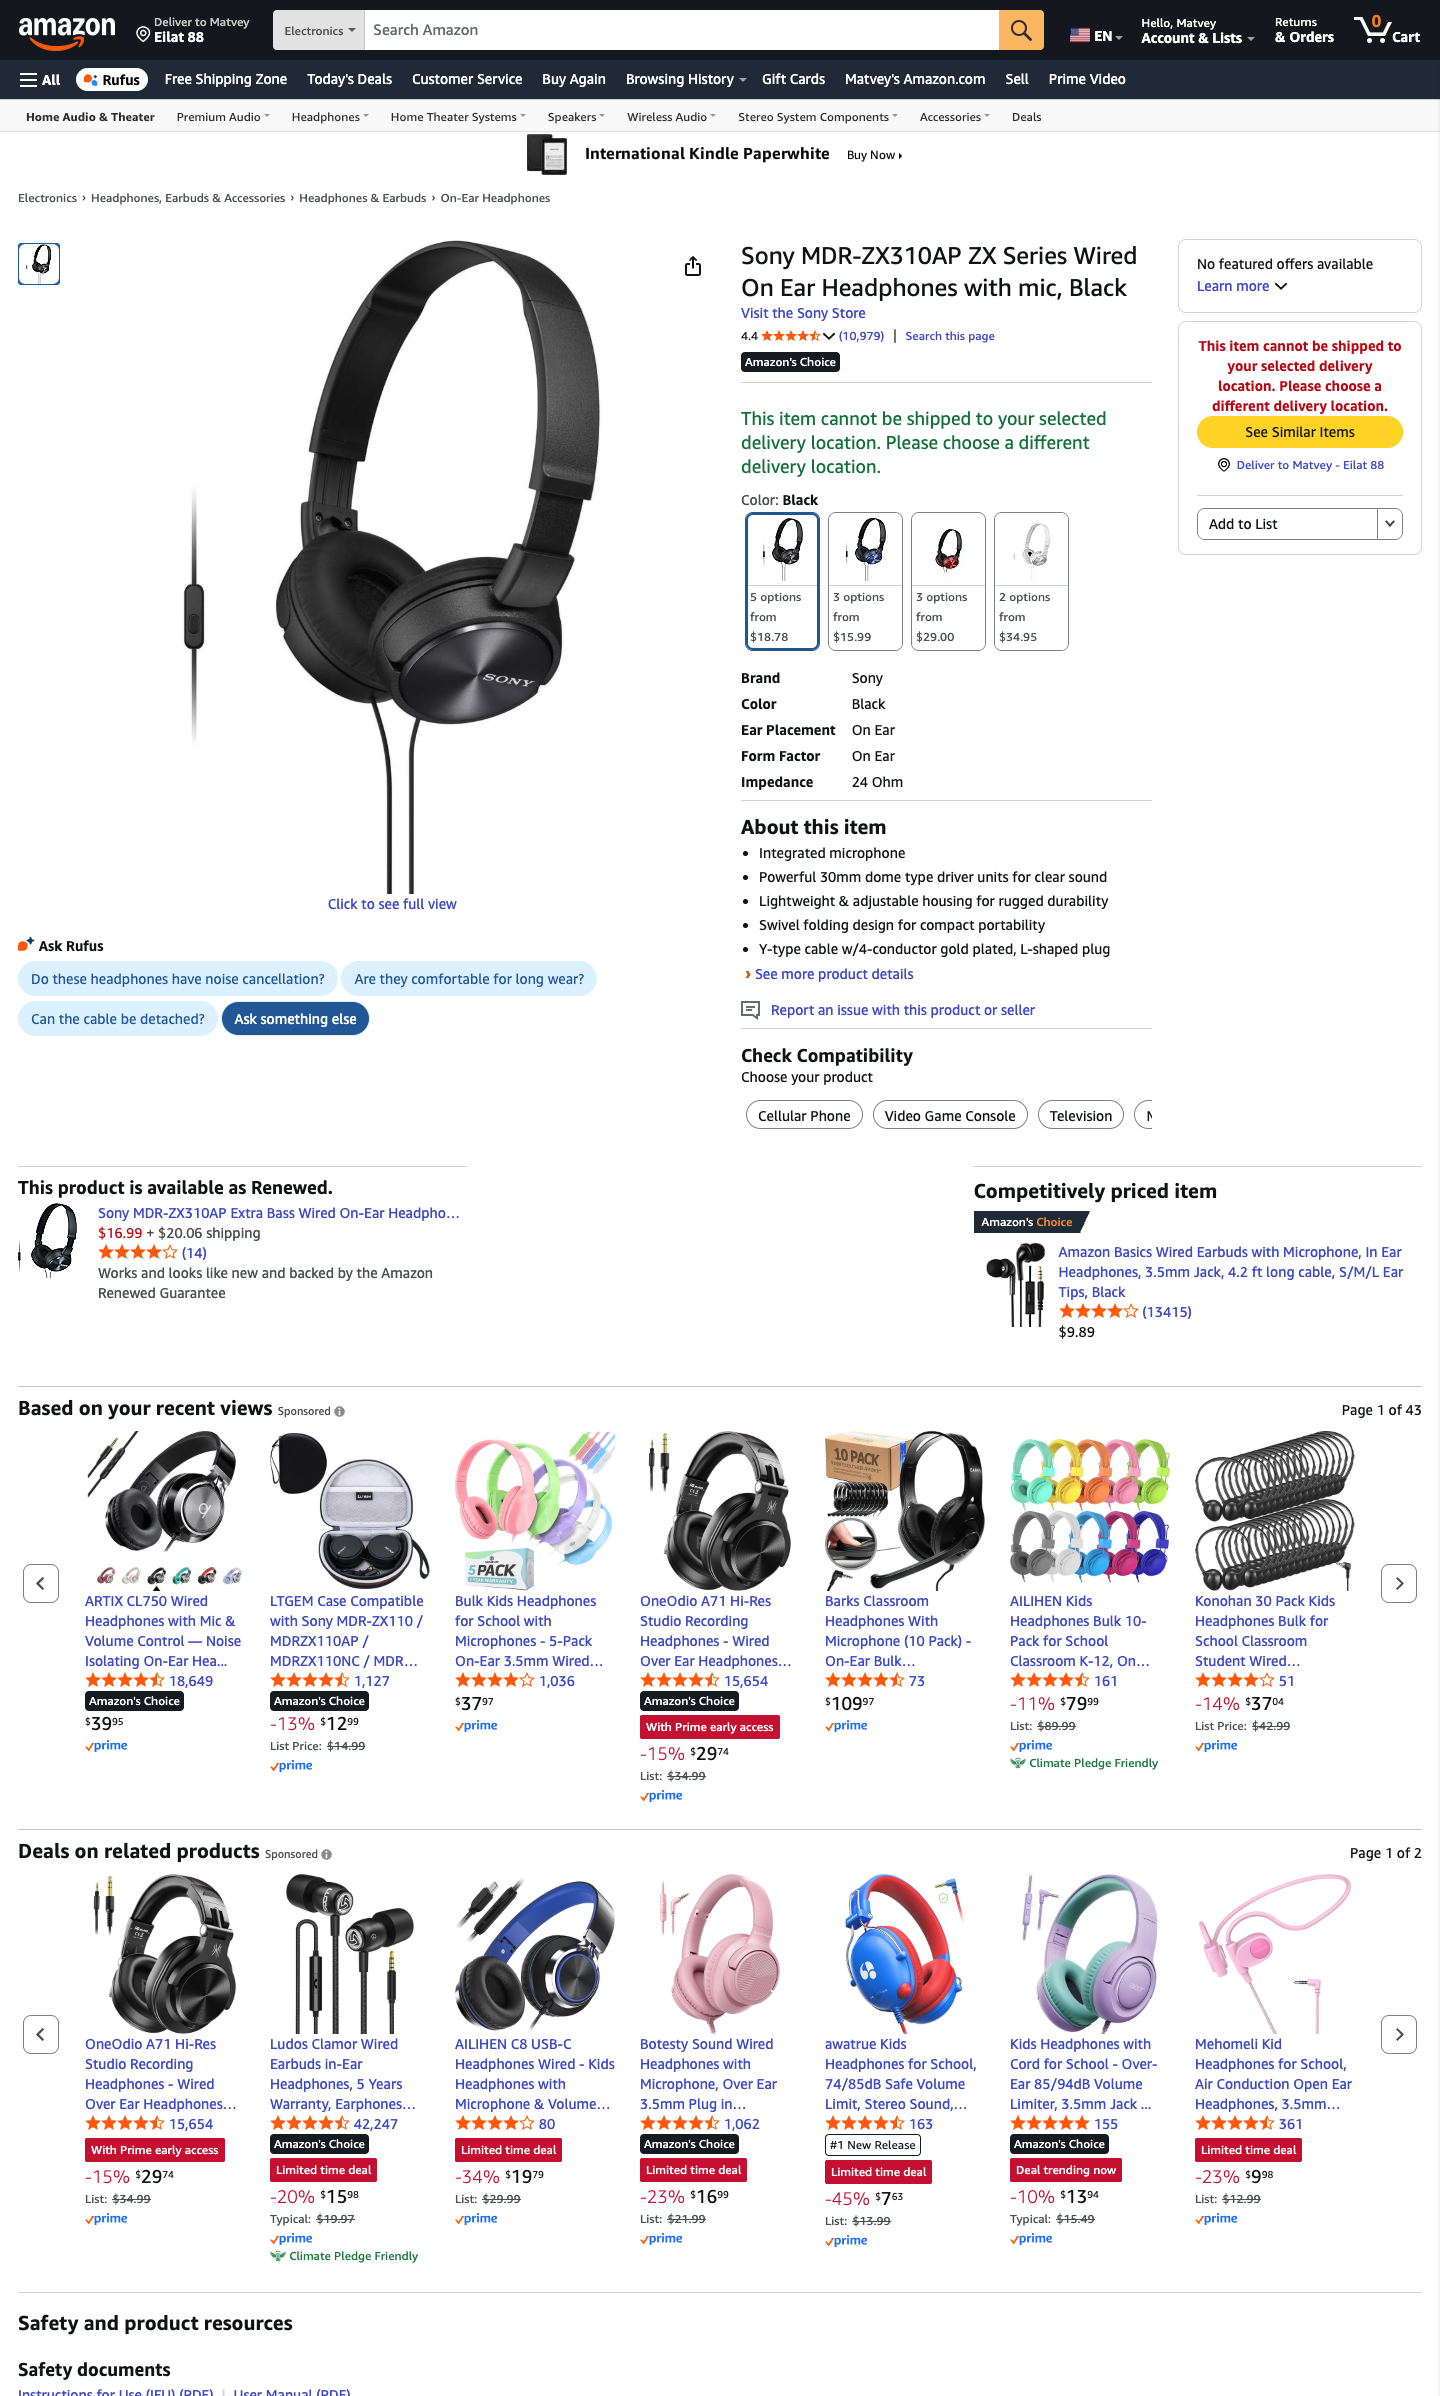 amazon
Deliver to Matvey
Eilat 88
Electronics
Search Amazon
EN
Hello, Matvey
Account & Lists
Returns
& Orders
0
Cart
All
Rufus
Free Shipping Zone
Today's Deals
Customer Service
Buy Again
Browsing History
Gift Cards
Matvey's Amazon.com
Sell
Prime Video
Home Audio & Theater
Premium Audio
Headphones
Home Theater Systems
Speakers
Wireless Audio
Stereo System Components
Accessories
Deals
International Kindle Paperwhite
Buy Now
Electronics › Headphones, Earbuds & Accessories › Headphones & Earbuds › On-Ear Headphones
SONY
Click to see full view
Ask Rufus
Do these headphones have noise cancellation?
Are they comfortable for long wear?
Can the cable be detached?
Ask something else
Sony MDR-ZX310AP ZX Series Wired
On Ear Headphones with mic, Black
Visit the Sony Store
4.4 (10,979) | Search this page
Amazon's Choice
This item cannot be shipped to your selected
delivery location. Please choose a different
delivery location.
Color: Black
5 options
from
$18.78
3 options
from
$15.99
3 options
from
$29.00
2 options
from
$34.95
Brand Sony
Color Black
Ear Placement On Ear
Form Factor On Ear
Impedance 24 Ohm
About this item
• Integrated microphone
• Powerful 30mm dome type driver units for clear sound
• Lightweight & adjustable housing for rugged durability
• Swivel folding design for compact portability
• Y-type cable w/4-conductor gold plated, L-shaped plug
› See more product details
Report an issue with this product or seller
Check Compatibility
Choose your product
Cellular Phone
Video Game Console
Television
No featured offers available
Learn more
This item cannot be shipped to
your selected delivery
location. Please choose a
different delivery location.
See Similar Items
Deliver to Matvey - Eilat 88
Add to List
This product is available as Renewed.
Sony MDR-ZX310AP Extra Bass Wired On-Ear Headpho...
$16.99 + $20.06 shipping
(14)
Works and looks like new and backed by the Amazon
Renewed Guarantee
Competitively priced item
Amazon's Choice
Amazon Basics Wired Earbuds with Microphone, In Ear
Headphones, 3.5mm Jack, 4.2 ft long cable, S/M/L Ear
Tips, Black
(13415)
$9.89
Based on your recent views Sponsored
Page 1 of 43
ARTIX CL750 Wired
Headphones with Mic &
Volume Control — Noise
Isolating On-Ear Hea...
18,649
Amazon's Choice
$39.95
prime
LTGEM Case Compatible
with Sony MDR-ZX110 /
MDRZX110AP /
MDRZX110NC / MDR...
1,127
Amazon's Choice
-13% $12.99
List Price: $14.99
prime
5 PACK
Bulk Kids Headphones
for School with
Microphones - 5-Pack
On-Ear 3.5mm Wired...
1,036
$37.97
prime
OneOdio A71 Hi-Res
Studio Recording
Headphones - Wired
Over Ear Headphones...
15,654
Amazon's Choice
With Prime early access
-15% $29.74
List: $34.99
prime
10 PACK
Barks Classroom
Headphones With
Microphone (10 Pack) -
On-Ear Bulk...
73
$109.97
prime
AILIHEN Kids
Headphones Bulk 10-
Pack for School
Classroom K-12, On...
161
-11% $79.99
List: $89.99
prime
Climate Pledge Friendly
Konohan 30 Pack Kids
Headphones Bulk for
School Classroom
Student Wired...
51
-14% $37.04
List Price: $42.99
prime
Deals on related products Sponsored
Page 1 of 2
OneOdio A71 Hi-Res
Studio Recording
Headphones - Wired
Over Ear Headphones...
15,654
With Prime early access
-15% $29.74
List: $34.99
prime
Ludos Clamor Wired
Earbuds in-Ear
Headphones, 5 Years
Warranty, Earphones...
42,247
Amazon's Choice
Limited time deal
-20% $15.98
Typical: $19.97
prime
Climate Pledge Friendly
AILIHEN C8 USB-C
Headphones Wired - Kids
Headphones with
Microphone & Volume...
80
Limited time deal
-34% $19.79
List: $29.99
prime
Botesty Sound Wired
Headphones with
Microphone, Over Ear
3.5mm Plug in...
1,062
Amazon's Choice
Limited time deal
-23% $16.99
List: $21.99
prime
awatrue Kids
Headphones for School,
74/85dB Safe Volume
Limit, Stereo Sound,...
163
#1 New Release
Limited time deal
-45% $7.63
List: $13.99
prime
Kids Headphones with
Cord for School - Over-
Ear 85/94dB Volume
Limiter, 3.5mm Jack ...
155
Amazon's Choice
Deal trending now
-10% $13.94
Typical: $15.49
prime
Mehomeli Kid
Headphones for School,
Air Conduction Open Ear
Headphones, 3.5mm...
361
Limited time deal
-23% $9.98
List: $12.99
prime
Safety and product resources
Safety documents
Instructions for Use (IFU) (PDF) | User Manual (PDF)